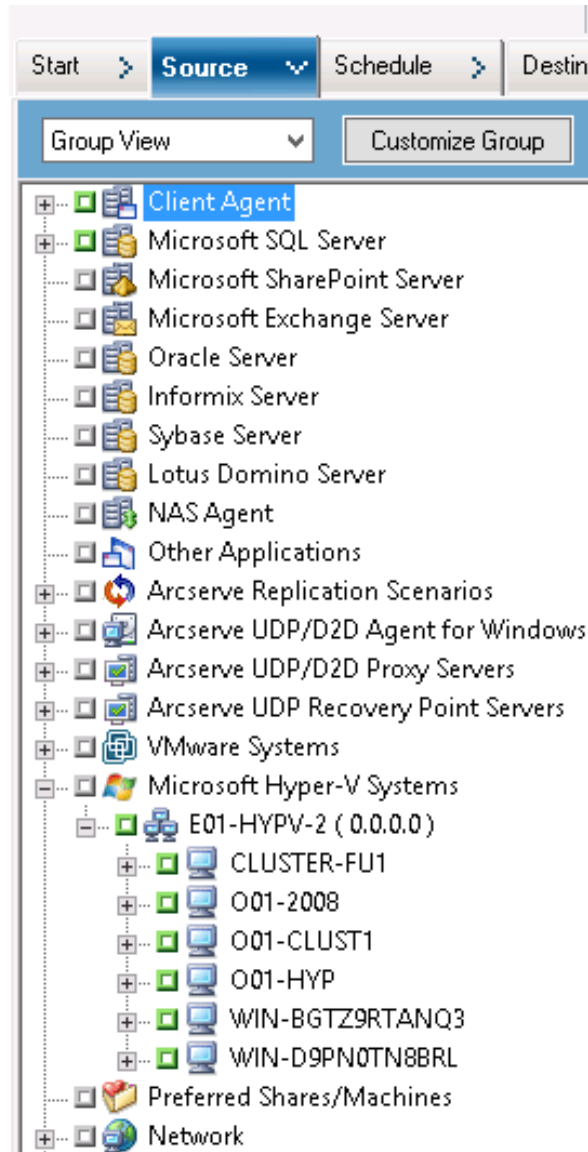 Start Source Schedule Destin
Group View Customize Group
Client Agent
Microsoft SQL Server
Microsoft SharePoint Server
Microsoft Exchange Server
Oracle Server
Informix Server
Sybase Server
Lotus Domino Server
NAS Agent
Other Applications
Arcserve Replication Scenarios
Arcserve UDP/D2D Agent for Windows
Arcserve UDP/D2D Proxy Servers
Arcserve UDP Recovery Point Servers
VMware Systems
Microsoft Hyper-V Systems
E01-HYPV-2 ( 0.0.0.0 )
CLUSTER-FU1
O01-2008
O01-CLUST1
O01-HYP
WIN-BGTZ9RTANQ3
WIN-D9PN0TN8BRL
Preferred Shares/Machines
Network